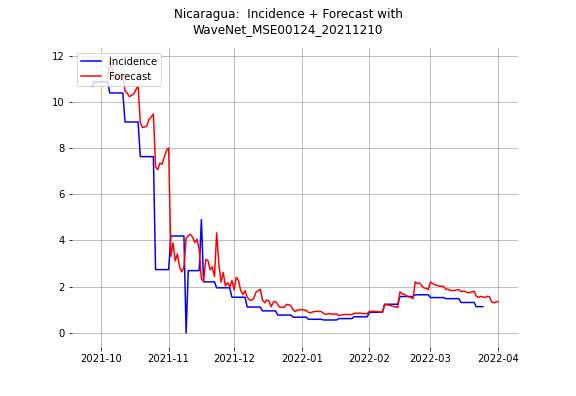 Nicaragua:  Incidence + Forecast with
WaveNet_MSE00124_20211210
Incidence
Forecast
12
10
8
6
4
2
0
2021-10 2021-11 2021-12 2022-01 2022-02 2022-03 2022-04